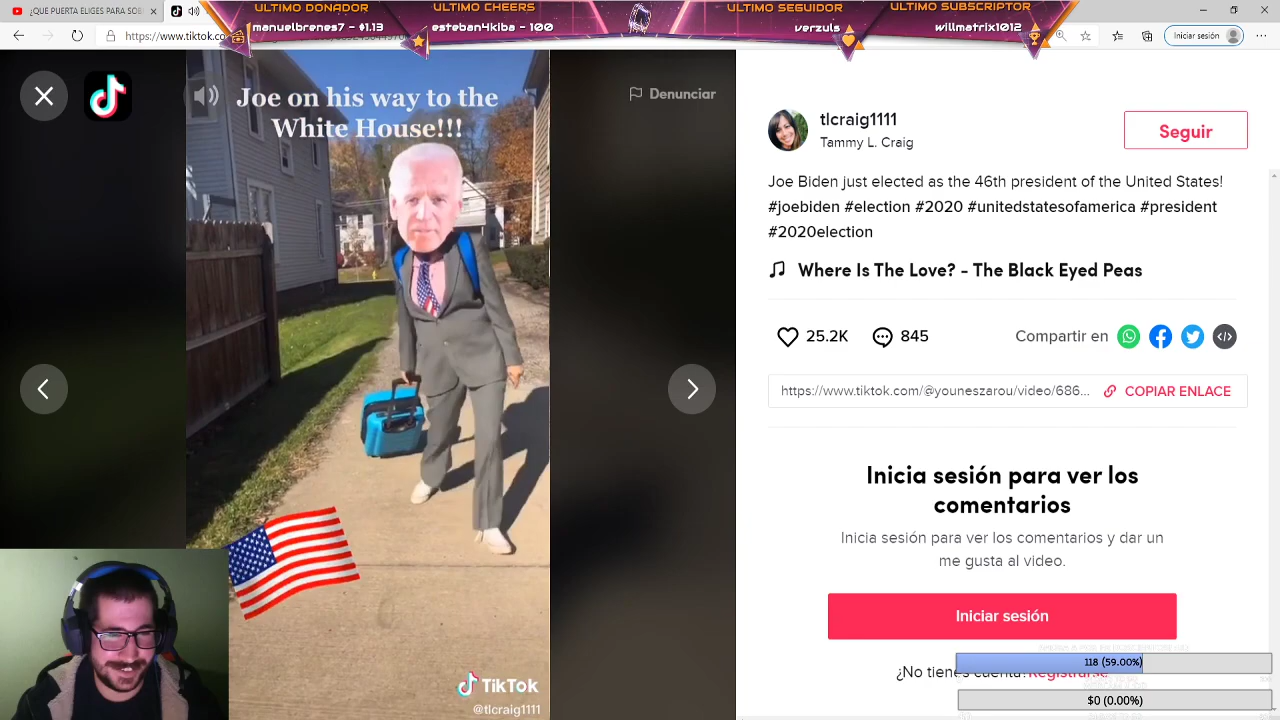 ¿QUE PUERTAS ELEGIS PARA SOB
ULTIMO DONADOR
manuelbrenes7 - $1.13
ULTIMO CHEERS
esteban4kiba - 100
ULTIMO SEGUIDOR
verzuls
ULTIMO SUBSCRIPTOR
willmatrix1012
https://www.tiktok.co
Iniciar sesión
Joe on his way to the
White House!!!
Denunciar
TikTok
@tlcraig1111
tlcraig1111
Tammy L. Craig
Seguir
Joe Biden just elected as the 46th president of the United States!
#joebiden #election #2020 #unitedstatesofamerica #president
#2020election
Where Is The Love? - The Black Eyed Peas
25.2K
845
Compartir en
https://www.tiktok.com/@youneszarou/video/686...
COPIAR ENLACE
Inicia sesión para ver los
comentarios
Inicia sesión para ver los comentarios y dar un
me gusta al video.
Iniciar sesión
¿No tienes cuenta? Regístrarse
118 (59.00%)
$0 (0.00%)